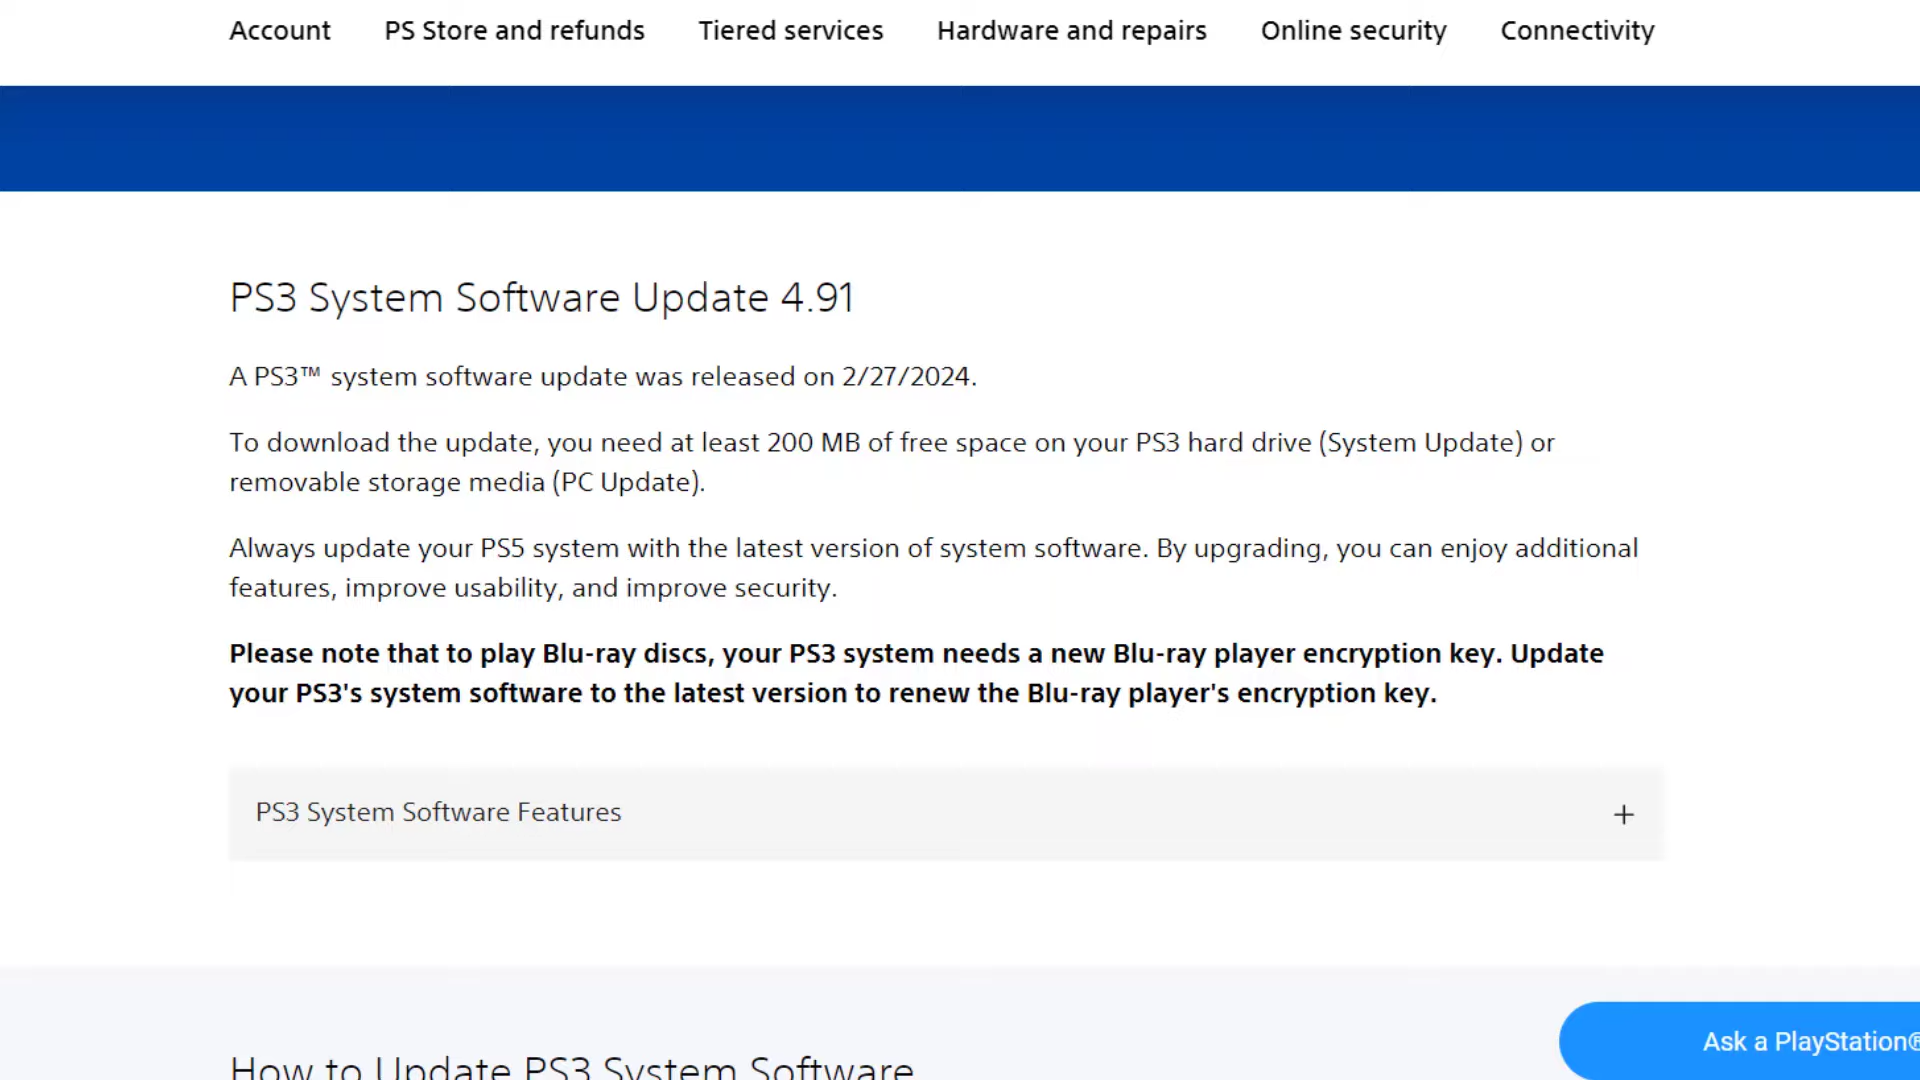 Account PS Store and refunds Tiered services Hardware and repairs Online security Connectivity
PS3 System Software Update 4.91
A PS3™ system software update was released on 2/27/2024.
To download the update, you need at least 200 MB of free space on your PS3 hard drive (System Update) or
removable storage media (PC Update).
Always update your PS5 system with the latest version of system software. By upgrading, you can enjoy additional
features, improve usability, and improve security.
Please note that to play Blu-ray discs, your PS3 system needs a new Blu-ray player encryption key. Update
your PS3's system software to the latest version to renew the Blu-ray player's encryption key.
PS3 System Software Features +
How to Update PS3 System Software
Ask a PlayStation®